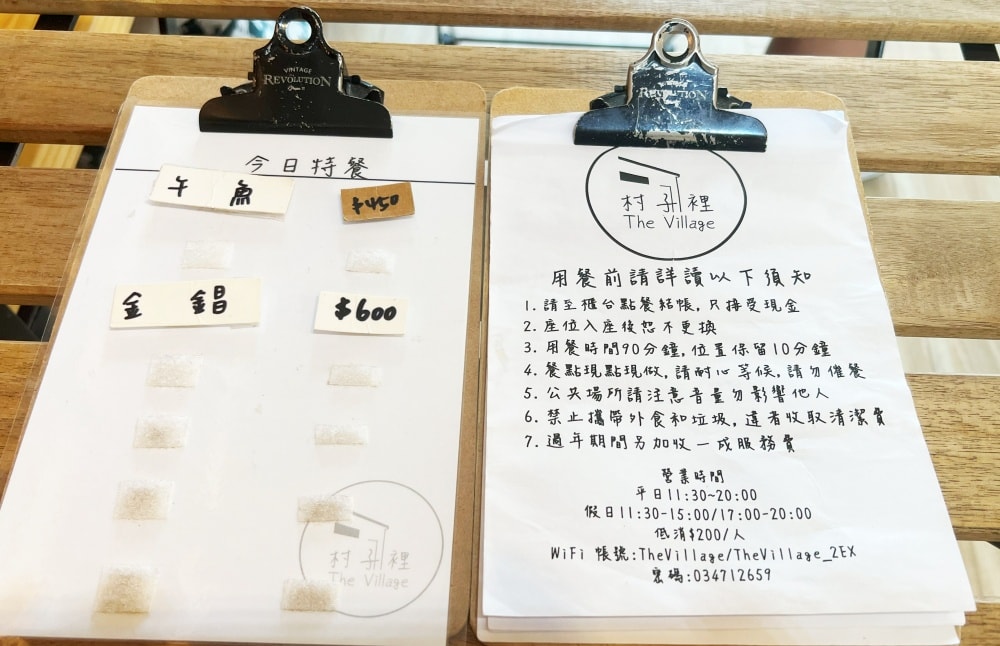 VINTAGE
REVOLUTION
今日特餐
午 魚
$450
金 錩
$600
村 子 裡
The Village
REVOLUTION
村 子 裡
The Village
用餐前請詳讀以下須知
1. 請至櫃台點餐結帳,只接受現金
2. 座位入座後恕不更換
3. 用餐時間90分鐘,位置保留10分鐘
4. 餐點現點現做,請耐心等候,請勿催餐
5. 公共場所請注意音量勿影響他人
6. 禁止攜帶外食和垃圾,違者收取清潔費
7. 過年期間另加收一成服務費
營業時間
平日11:30~20:00
假日11:30-15:00/17:00-20:00
低消$200/人
WiFi 帳號:TheVillage/TheVillage_2EX
密碼:034712659